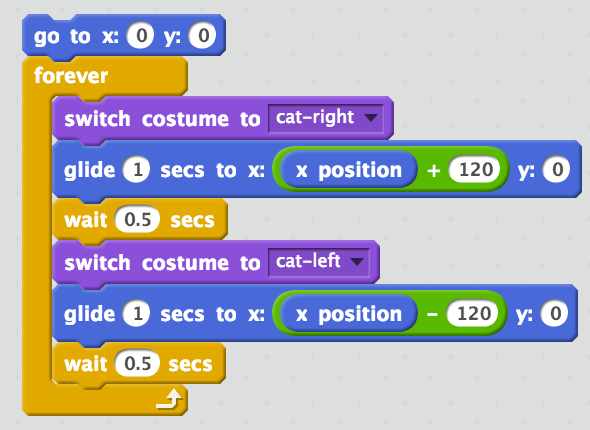 go to x: 0 y: 0
forever
switch costume to cat-right
glide 1 secs to x: x position + 120 y: 0
wait 0.5 secs
switch costume to cat-left
glide 1 secs to x: x position - 120 y: 0
wait 0.5 secs